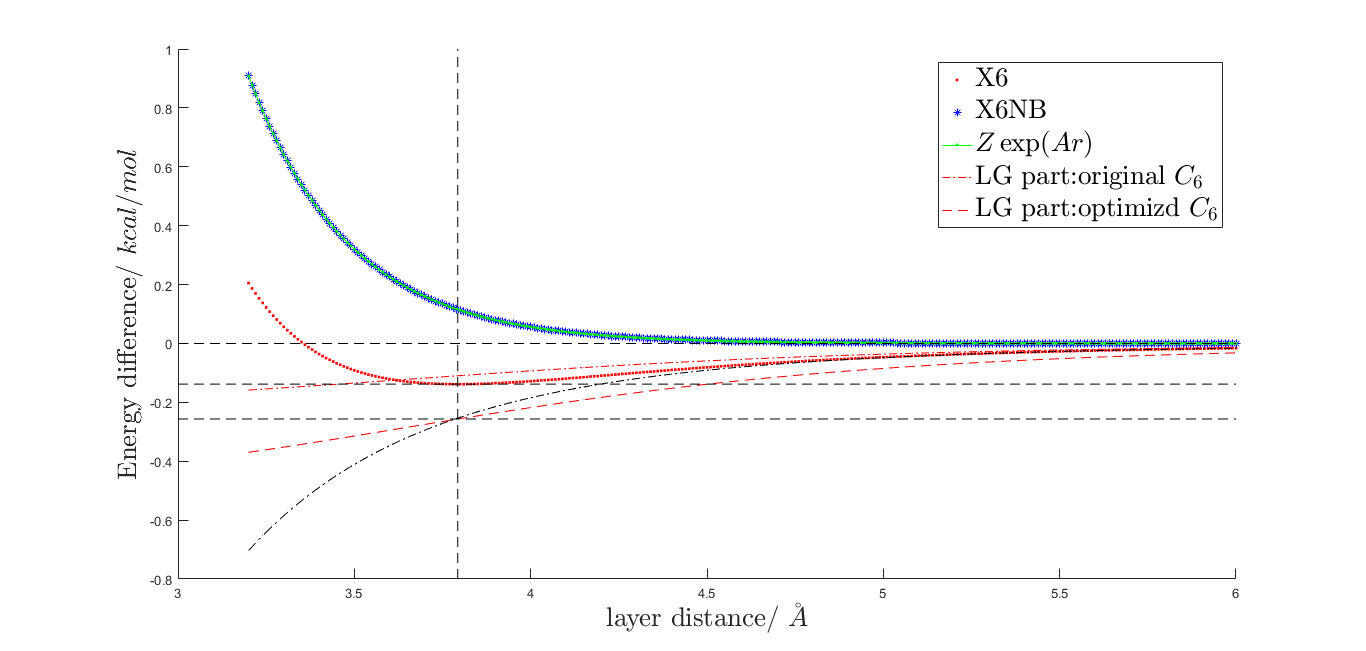 1
0.8
0.6
0.4
0.2
0
-0.2
-0.4
-0.6
-0.8
3
3.5
4
4.5
5
5.5
6
Energy difference/ kcal/mol
layer distance/ Å
X6
X6NB
Z exp(Ar)
LG part:original C₆
LG part:optimizd C₆